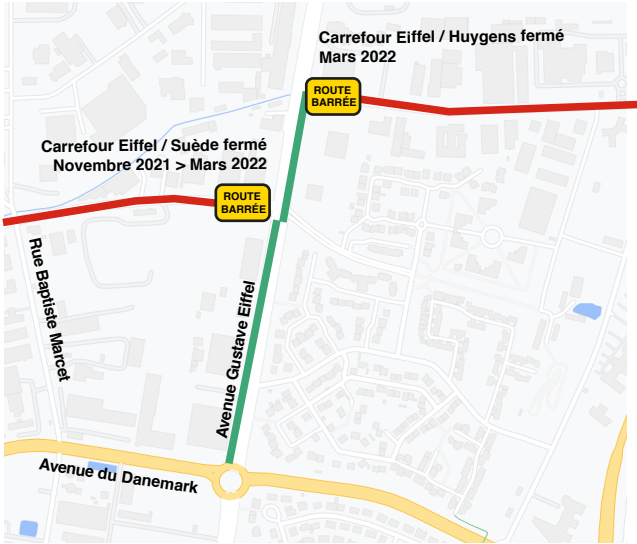 Carrefour Eiffel / Huygens fermé
Mars 2022
ROUTE
BARRÉE
Carrefour Eiffel / Suède fermé
Novembre 2021 > Mars 2022
ROUTE
BARRÉE
Rue Baptiste Marcet
Avenue Gustave Eiffel
Avenue du Danemark